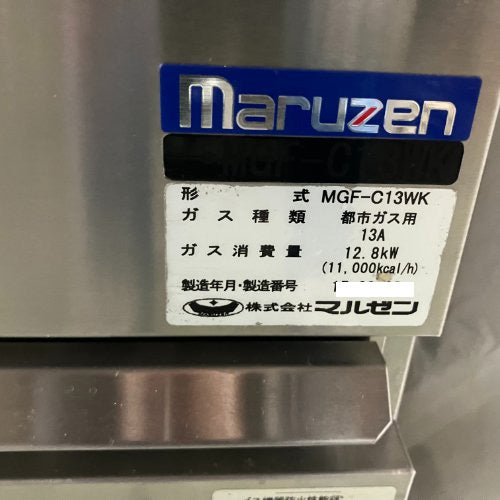 maruzen
MGF-C13WK
形 式 MGF-C13WK
ガス種類 都市ガス用
13A
ガス消費量 12.8kW
(11,000kcal/h)
製造年月・製造番号
株式会社マルゼン